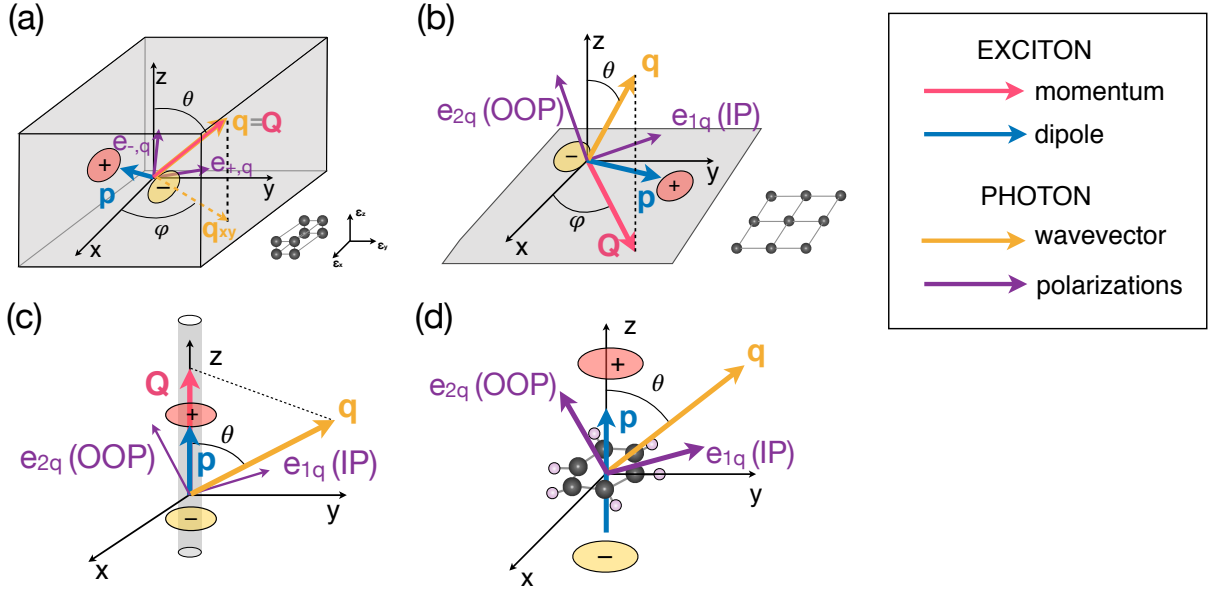 (a)
z
θ
q=Q
e-,q
+
e+,q
p
−
y
qxy
φ
x
εz
εy
εx
(b)
z
q
θ
e2q (OOP)
e1q (IP)
−
y
p
+
φ
x
Q
EXCITON
momentum
dipole
PHOTON
wavevector
polarizations
(c)
z
Q
+
q
θ
e2q (OOP)
p
e1q (IP)
−
y
x
(d)
z
+
q
θ
e2q (OOP)
p
e1q (IP)
y
−
x